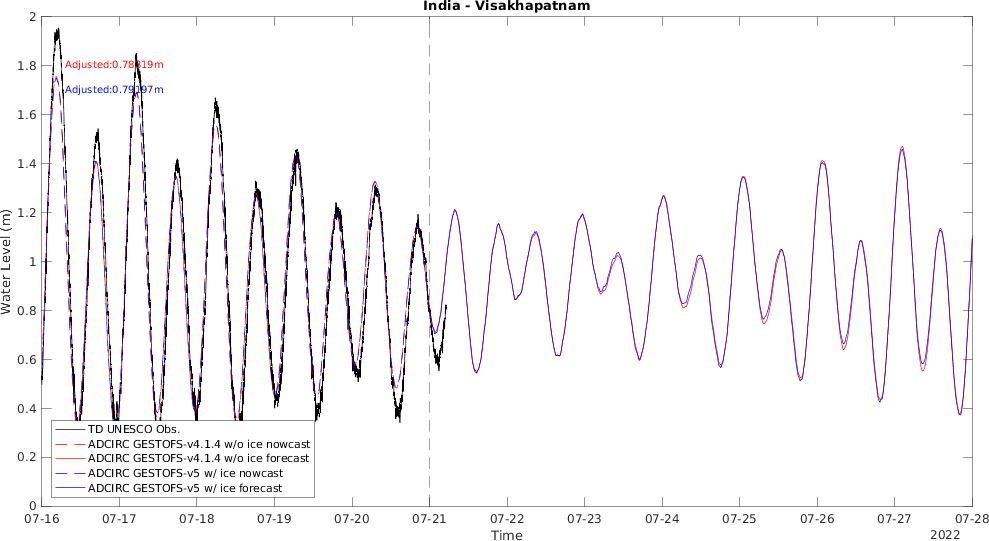 India - Visakhapatnam
2
1.8
1.6
1.4
1.2
1
0.8
0.6
0.4
0.2
0
Water Level (m)
Adjusted:0.78319m
Adjusted:0.79197m
TD UNESCO Obs.
ADCIRC GESTOFS-v4.1.4 w/o ice nowcast
ADCIRC GESTOFS-v4.1.4 w/o ice forecast
ADCIRC GESTOFS-v5 w/ ice nowcast
ADCIRC GESTOFS-v5 w/ ice forecast
07-16 07-17 07-18 07-19 07-20 07-21 07-22 07-23 07-24 07-25 07-26 07-27 07-28
Time
2022